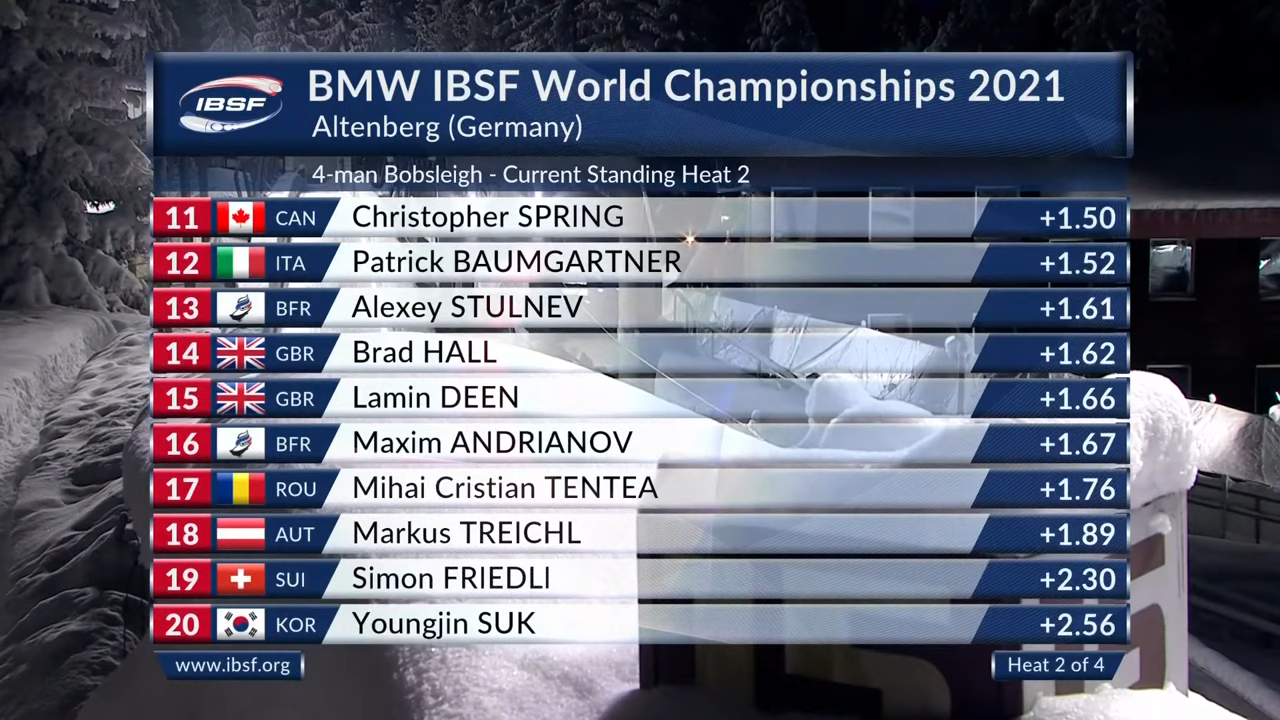 IBSF
BMW IBSF World Championships 2021
Altenberg (Germany)
4-man Bobsleigh - Current Standing Heat 2
11 CAN Christopher SPRING +1.50
12 ITA Patrick BAUMGARTNER +1.52
13 BFR Alexey STULNEV +1.61
14 GBR Brad HALL +1.62
15 GBR Lamin DEEN +1.66
16 BFR Maxim ANDRIANOV +1.67
17 ROU Mihai Cristian TENTEA +1.76
18 AUT Markus TREICHL +1.89
19 SUI Simon FRIEDLI +2.30
20 KOR Youngjin SUK +2.56
www.ibsf.org Heat 2 of 4